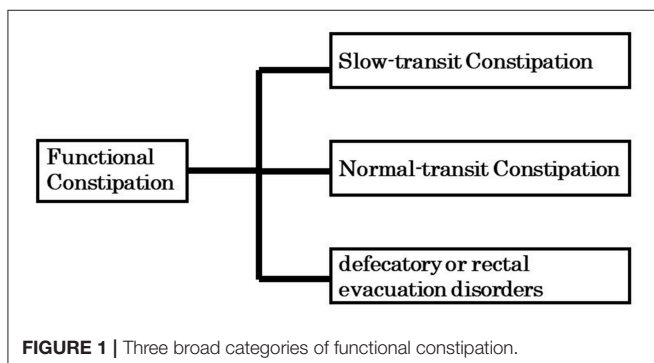 Slow-transit Constipation
Functional
Constipation
Normal-transit Constipation
defecatory or rectal
evacuation disorders
FIGURE 1 | Three broad categories of functional constipation.